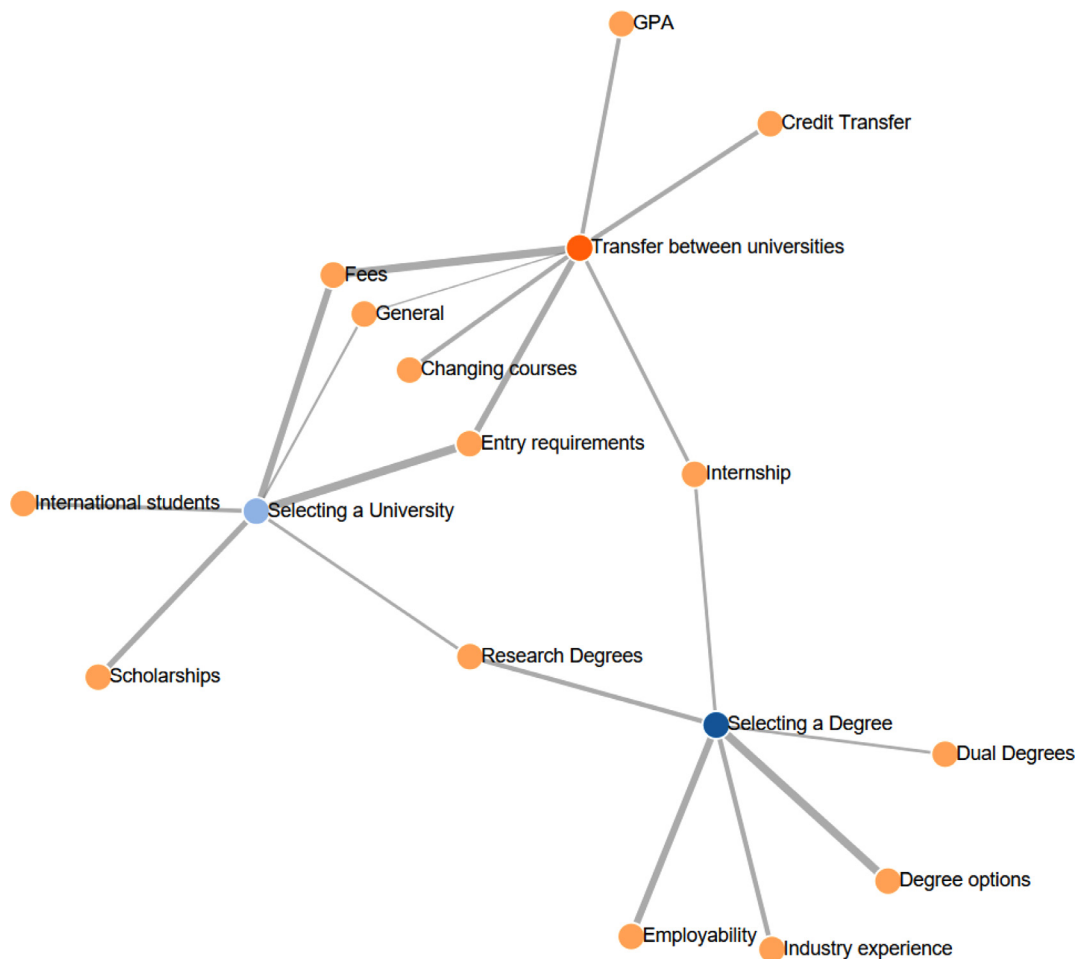 GPA
Credit Transfer
Transfer between universities
Fees
General
Changing courses
Entry requirements
Internship
International students
Selecting a University
Research Degrees
Scholarships
Selecting a Degree
Dual Degrees
Degree options
Employability
Industry experience